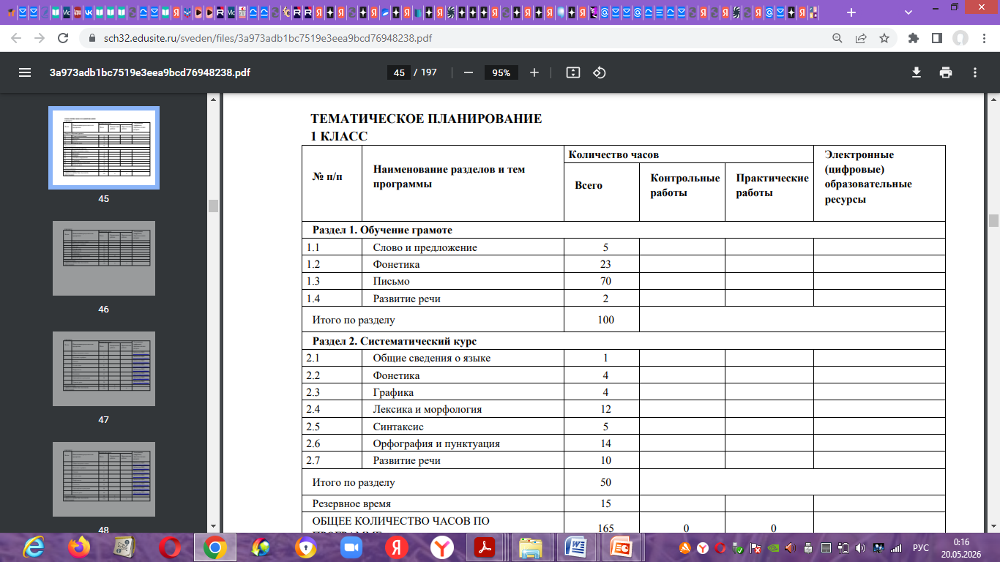 sch32.edusite.ru/sveden/files/3a973adb1bc7519e3eea9bcd76948238.pdf
3a973adb1bc7519e3eea9bcd76948238.pdf
45 / 197
95%
ТЕМАТИЧЕСКОЕ ПЛАНИРОВАНИЕ
1 КЛАСС
№ п/п
Наименование разделов и тем
программы
Количество часов
Всего
Контрольные
работы
Практические
работы
Электронные
(цифровые)
образовательные
ресурсы
Раздел 1. Обучение грамоте
1.1 Слово и предложение 5
1.2 Фонетика 23
1.3 Письмо 70
1.4 Развитие речи 2
Итого по разделу 100
Раздел 2. Систематический курс
2.1 Общие сведения о языке 1
2.2 Фонетика 4
2.3 Графика 4
2.4 Лексика и морфология 12
2.5 Синтаксис 5
2.6 Орфография и пунктуация 14
2.7 Развитие речи 10
Итого по разделу 50
Резервное время 15
ОБЩЕЕ КОЛИЧЕСТВО ЧАСОВ ПО
165 0 0
45
46
47
48
РУС
0:16
20.05.2026